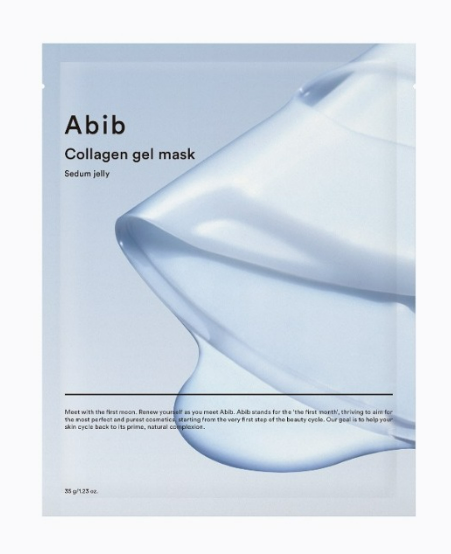 Abib
Collagen gel mask
Sedum jelly
Meet with the first moon. Renew yourself as you meet Abib. Abib stands for the 'the first month', thriving to aim for
the most perfect and purest cosmetics, starting from the very first step of the beauty cycle. Our goal is to help your
skin cycle back to its prime, natural complexion.
35 g/1.23 oz.